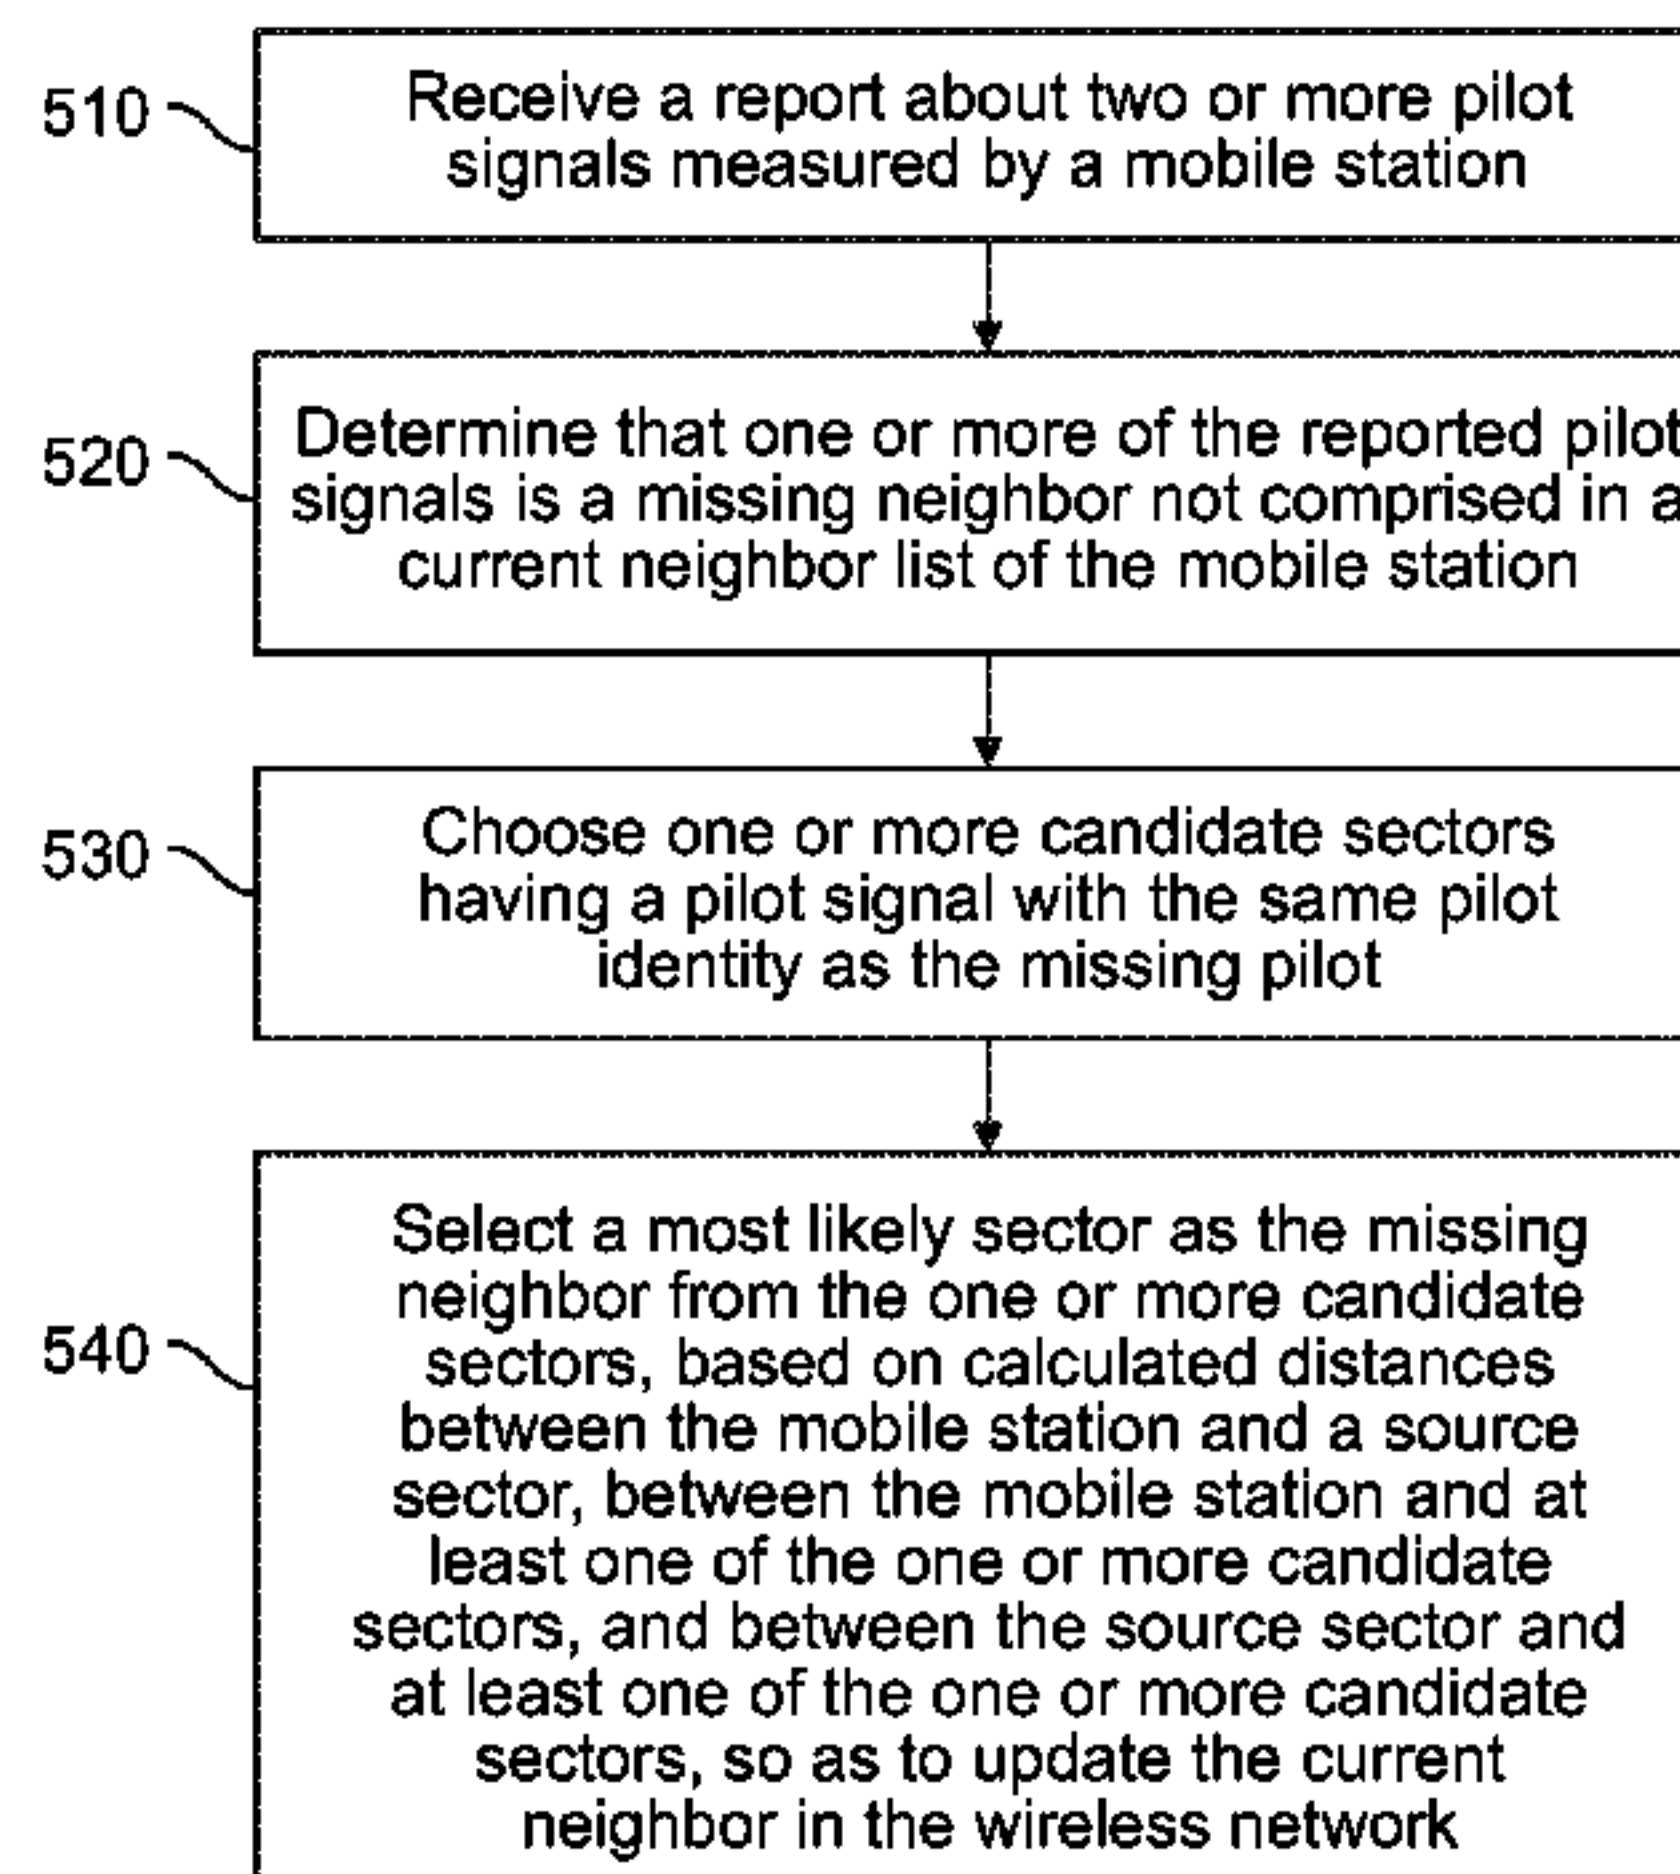 510
Receive a report about two or more pilot
signals measured by a mobile station
520
Determine that one or more of the reported pilot
signals is a missing neighbor not comprised in a
current neighbor list of the mobile station
530
Choose one or more candidate sectors
having a pilot signal with the same pilot
identity as the missing pilot
540
Select a most likely sector as the missing
neighbor from the one or more candidate
sectors, based on calculated distances
between the mobile station and a source
sector, between the mobile station and at
least one of the one or more candidate
sectors, and between the source sector and
at least one of the one or more candidate
sectors, so as to update the current
neighbor in the wireless network